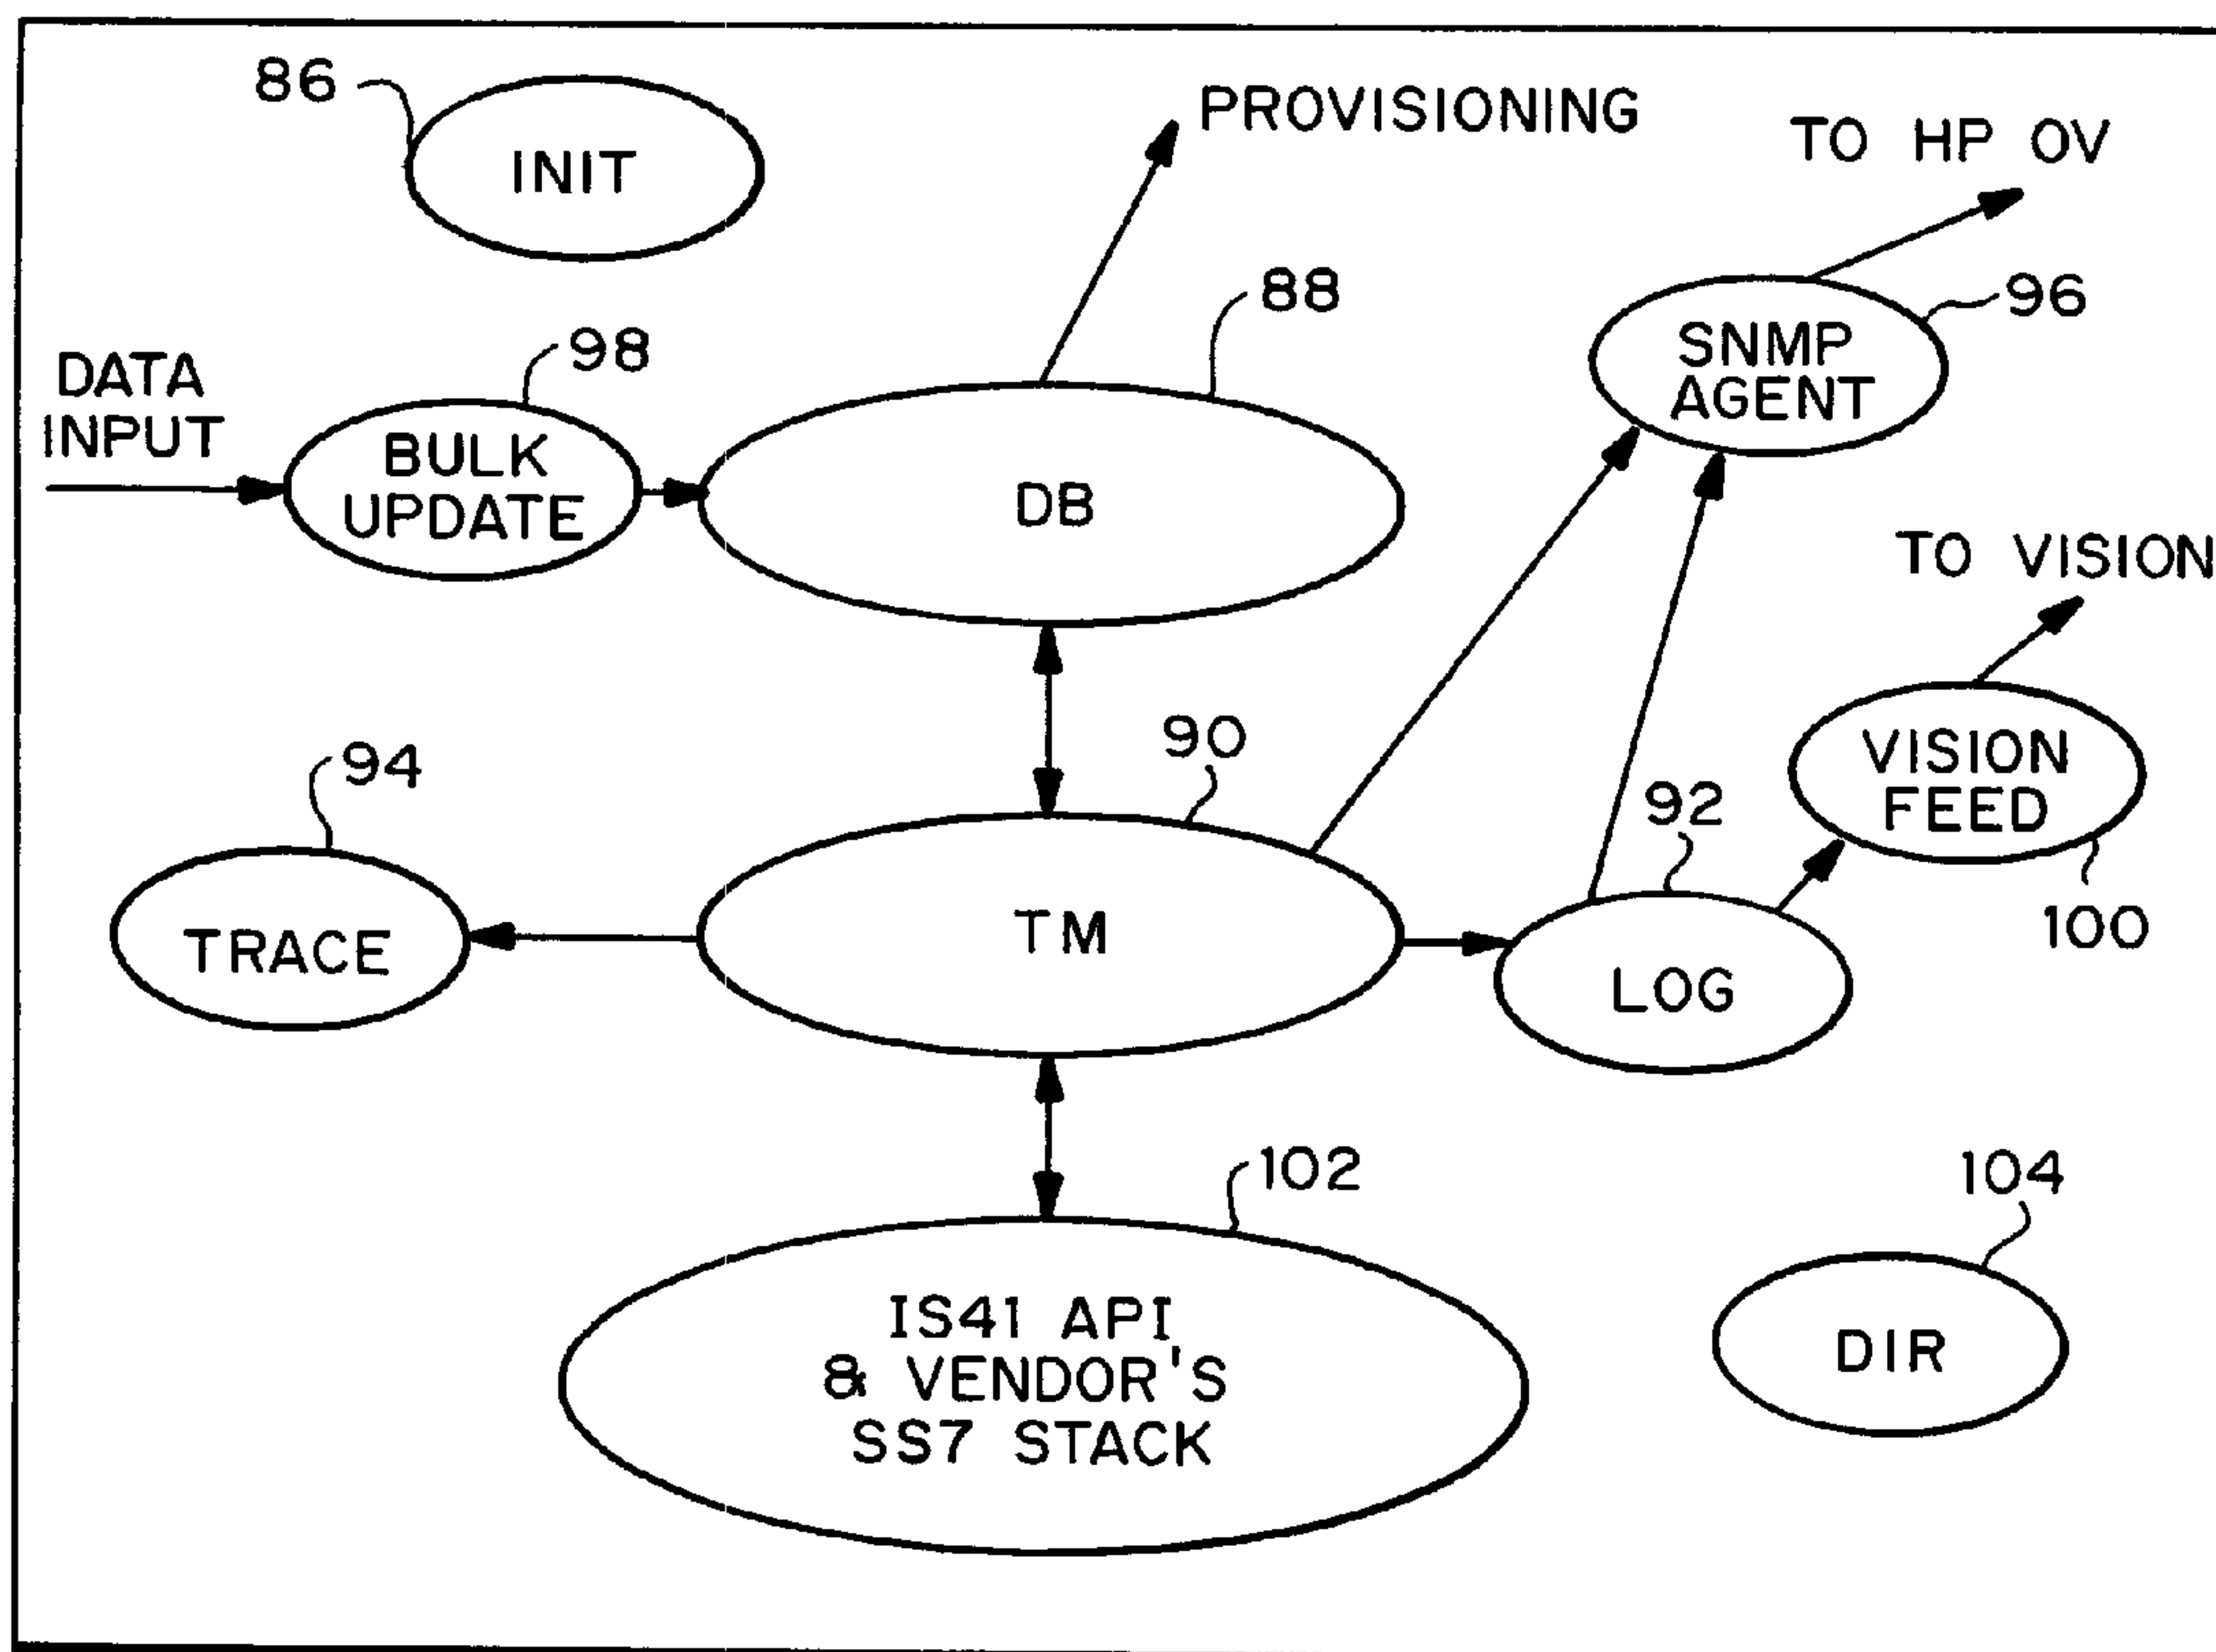 86
INIT
PROVISIONING
TO HP OV
88
96
SNMP
AGENT
98
DATA
INPUT
BULK
UPDATE
DB
TO VISION
90
94
VISION
FEED
92
100
TRACE
TM
LOG
102
104
IS41 API
& VENDOR'S
SS7 STACK
DIR